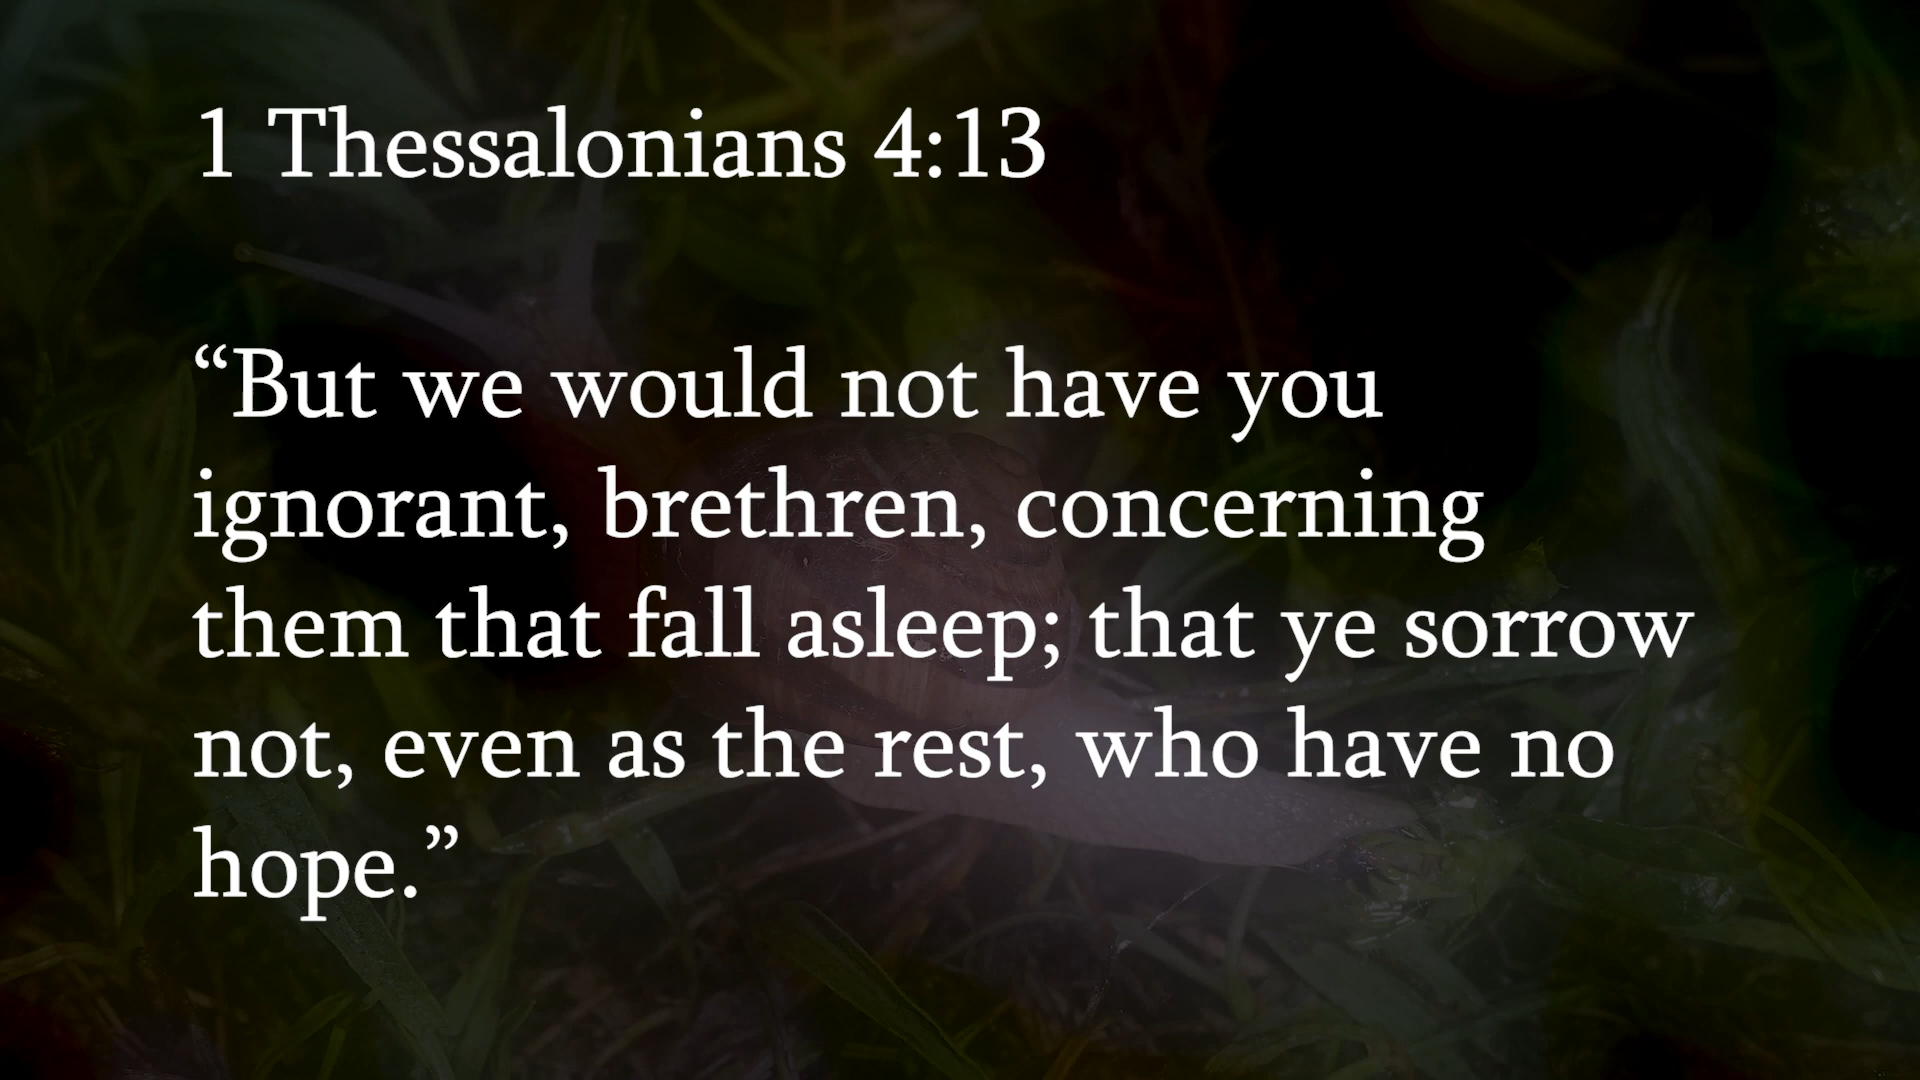 1 Thessalonians 4:13
“But we would not have you
ignorant, brethren, concerning
them that fall asleep; that ye sorrow
not, even as the rest, who have no
hope.”